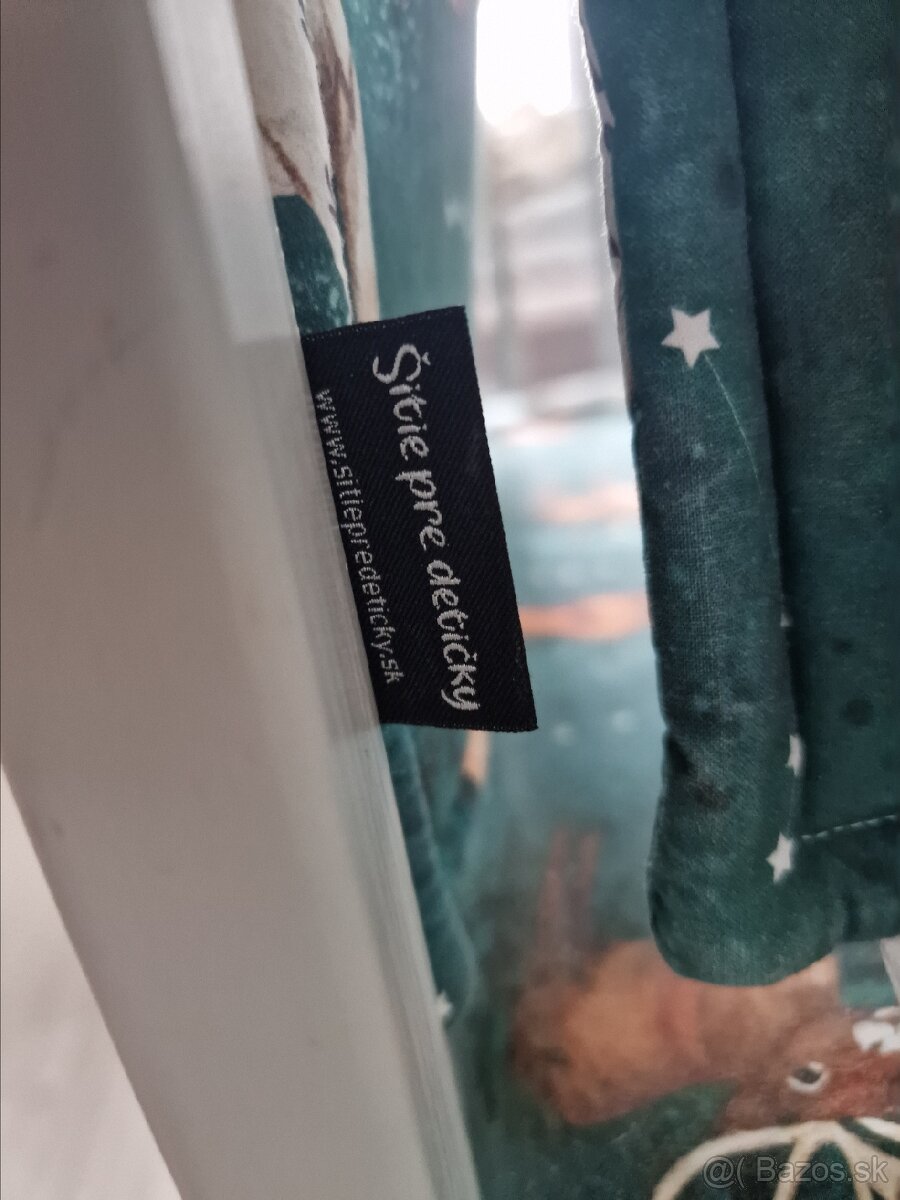 Šitie pre detičky
www.sitiepredeticky.sk
@( Bazos.sk